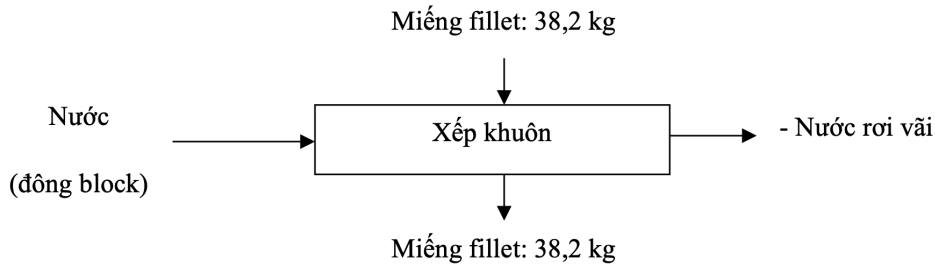 Miếng fillet: 38,2 kg
Nước
(đông block)
Xếp khuôn
- Nước rơi vãi
Miếng fillet: 38,2 kg